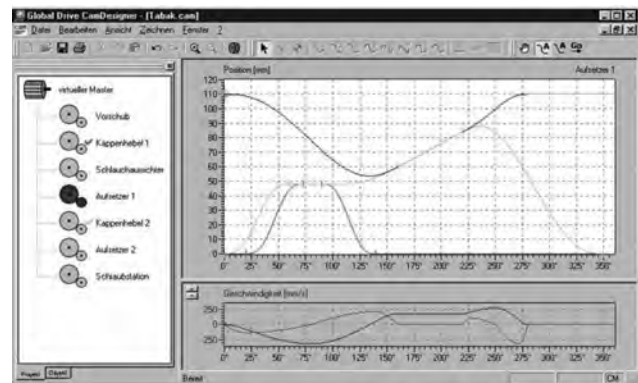 Global Drive CamDesigner - [Tabak.cam]
Datei Bearbeiten Ansicht Zeichnen Fenster ?
virtueller Master
Vorschub
Kappenhebel 1
Schlauchausrichter
Aufsetzer 1
Kappenhebel 2
Aufsetzer 2
Schraubstation
Projekt Objekt
Position [mm] Aufsetzer 1
120
110
100
90
80
70
60
50
40
30
20
10
0
0° 25° 50° 75° 100° 125° 150° 175° 200° 225° 250° 275° 300° 325° 350°
Geschwindigkeit [mm/s]
250
0
-250
0° 25° 50° 75° 100° 125° 150° 175° 200° 225° 250° 275° 300° 325° 350°
Bereit CM